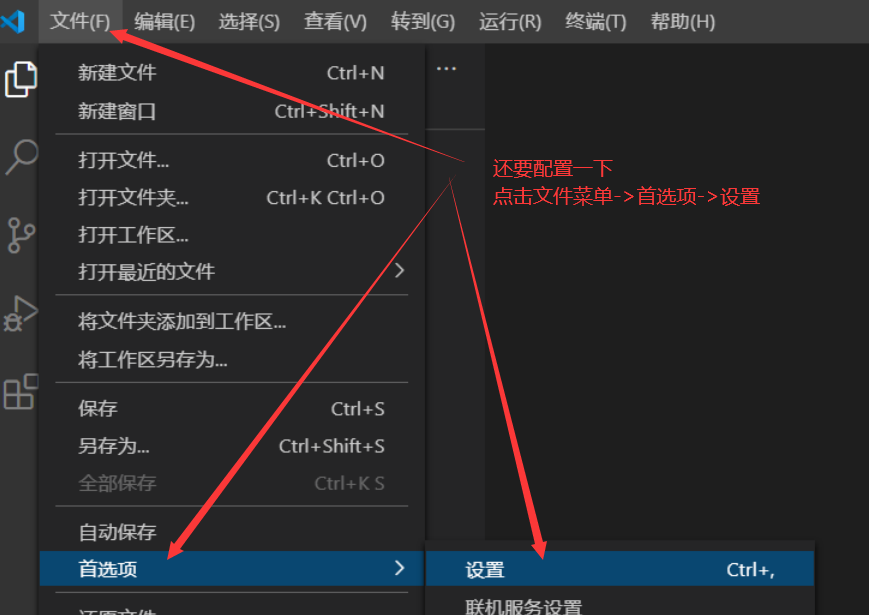 文件(F) 编辑(E) 选择(S) 查看(V) 转到(G) 运行(R) 终端(T) 帮助(H)
新建文件 Ctrl+N
新建窗口 Ctrl+Shift+N
打开文件... Ctrl+O
打开文件夹... Ctrl+K Ctrl+O
打开工作区...
打开最近的文件
将文件夹添加到工作区...
将工作区另存为...
保存 Ctrl+S
另存为... Ctrl+Shift+S
全部保存 Ctrl+K S
自动保存
首选项
还原文件
还要配置一下
点击文件菜单->首选项->设置
设置 Ctrl+,
联机服务设置